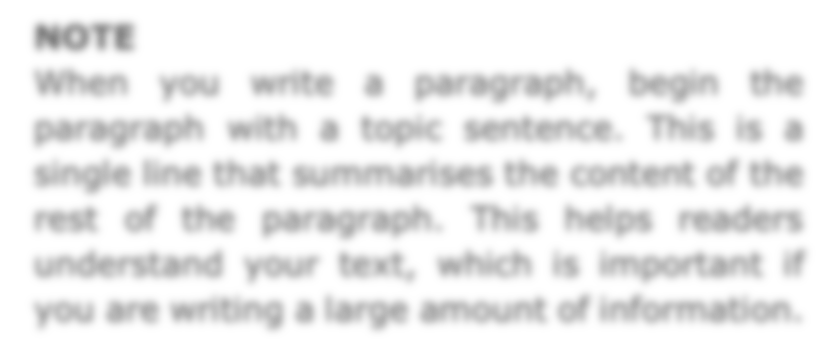 NOTE
When you write a paragraph, begin the
paragraph with a topic sentence. This is a
single line that summarises the content of the
rest of the paragraph. This helps readers
understand your text, which is important if
you are writing a large amount of information.